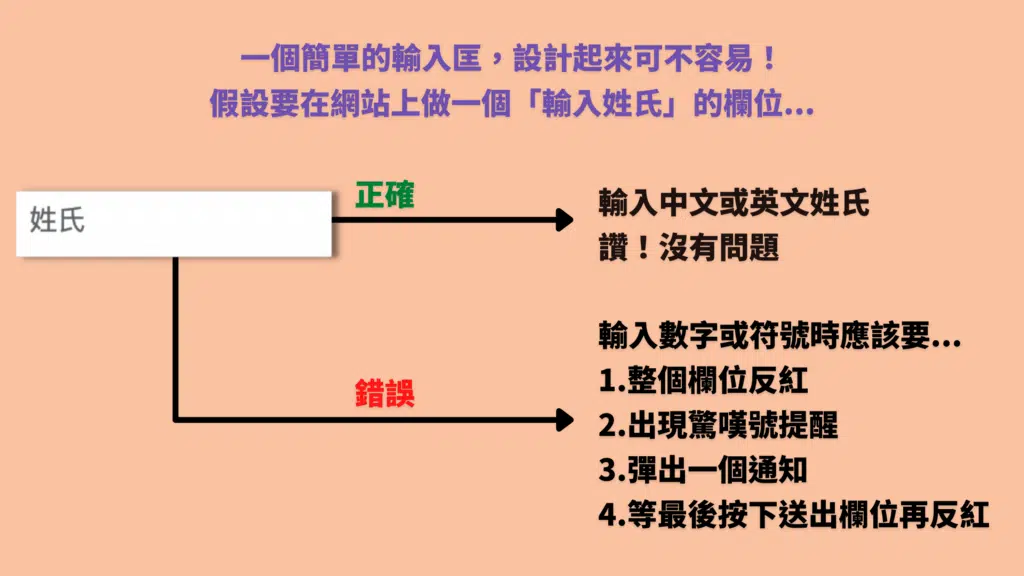 一個簡單的輸入匡，設計起來可不容易！
假設要在網站上做一個「輸入姓氏」的欄位...
姓氏
正確
輸入中文或英文姓氏
讚！沒有問題
錯誤
輸入數字或符號時應該要...
1.整個欄位反紅
2.出現驚嘆號提醒
3.彈出一個通知
4.等最後按下送出欄位再反紅